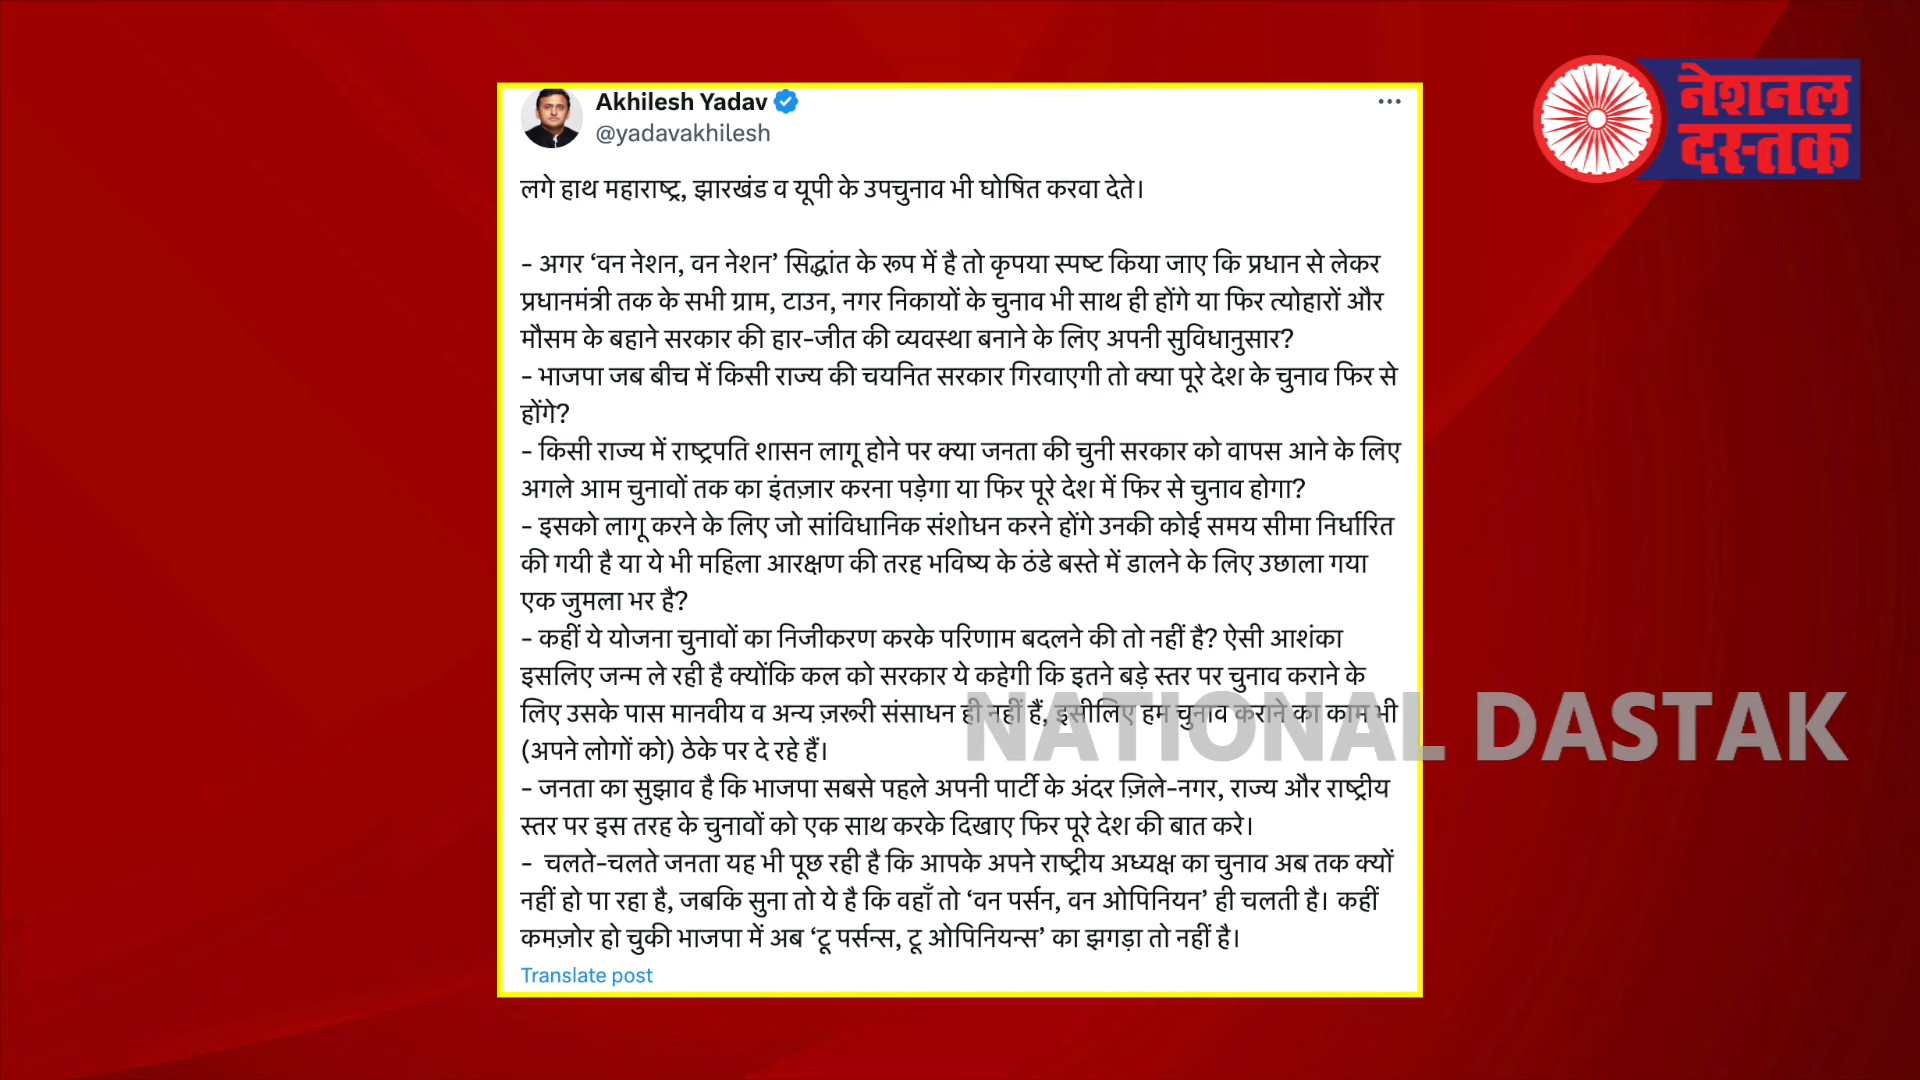 Akhilesh Yadav
@yadavakhilesh
नेशनल
दस्तक
लगे हाथ महाराष्ट्र, झारखंड व यूपी के उपचुनाव भी घोषित करवा देते।
- अगर ‘वन नेशन, वन नेशन’ सिद्धांत के रूप में है तो कृपया स्पष्ट किया जाए कि प्रधान से लेकर
प्रधानमंत्री तक के सभी ग्राम, टाउन, नगर निकायों के चुनाव भी साथ ही होंगे या फिर त्योहारों और
मौसम के बहाने सरकार की हार-जीत की व्यवस्था बनाने के लिए अपनी सुविधानुसार?
- भाजपा जब बीच में किसी राज्य की चयनित सरकार गिरवाएगी तो क्या पूरे देश के चुनाव फिर से
होंगे?
- किसी राज्य में राष्ट्रपति शासन लागू होने पर क्या जनता की चुनी सरकार को वापस आने के लिए
अगले आम चुनावों तक का इंतज़ार करना पड़ेगा या फिर पूरे देश में फिर से चुनाव होगा?
- इसको लागू करने के लिए जो सांविधानिक संशोधन करने होंगे उनकी कोई समय सीमा निर्धारित
की गयी है या ये भी महिला आरक्षण की तरह भविष्य के ठंडे बस्ते में डालने के लिए उछाला गया
एक जुमला भर है?
- कहीं ये योजना चुनावों का निजीकरण करके परिणाम बदलने की तो नहीं है? ऐसी आशंका
इसलिए जन्म ले रही है क्योंकि कल को सरकार ये कहेगी कि इतने बड़े स्तर पर चुनाव कराने के
लिए उसके पास मानवीय व अन्य ज़रूरी संसाधन ही नहीं हैं, इसीलिए हम चुनाव कराने का काम भी
(अपने लोगों को) ठेके पर दे रहे हैं।
NATIONAL DASTAK
- जनता का सुझाव है कि भाजपा सबसे पहले अपनी पार्टी के अंदर ज़िले-नगर, राज्य और राष्ट्रीय
स्तर पर इस तरह के चुनावों को एक साथ करके दिखाए फिर पूरे देश की बात करे।
- चलते-चलते जनता यह भी पूछ रही है कि आपके अपने राष्ट्रीय अध्यक्ष का चुनाव अब तक क्यों
नहीं हो पा रहा है, जबकि सुना तो ये है कि वहाँ तो ‘वन पर्सन, वन ओपिनियन’ ही चलती है। कहीं
कमज़ोर हो चुकी भाजपा में अब ‘टू पर्सन्स, टू ओपिनियन्स’ का झगड़ा तो नहीं है।
Translate post